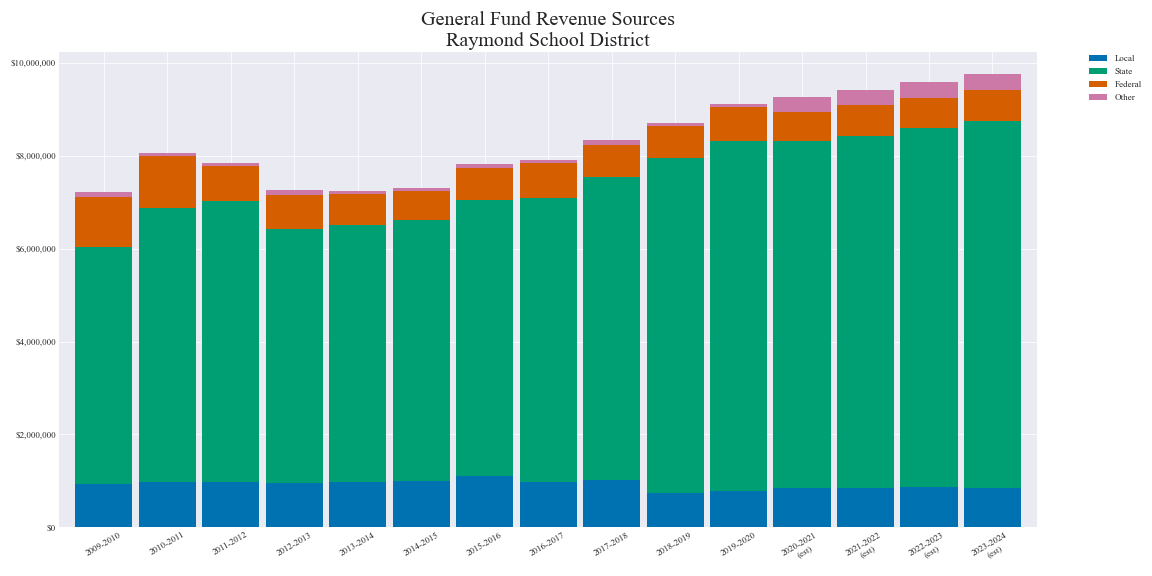 General Fund Revenue Sources
Raymond School District
$10,000,000
$8,000,000
$6,000,000
$4,000,000
$2,000,000
$0
2009-2010
2010-2011
2011-2012
2012-2013
2013-2014
2014-2015
2015-2016
2016-2017
2017-2018
2018-2019
2019-2020
2020-2021
(est)
2021-2022
(est)
2022-2023
(est)
2023-2024
(est)
Local
State
Federal
Other